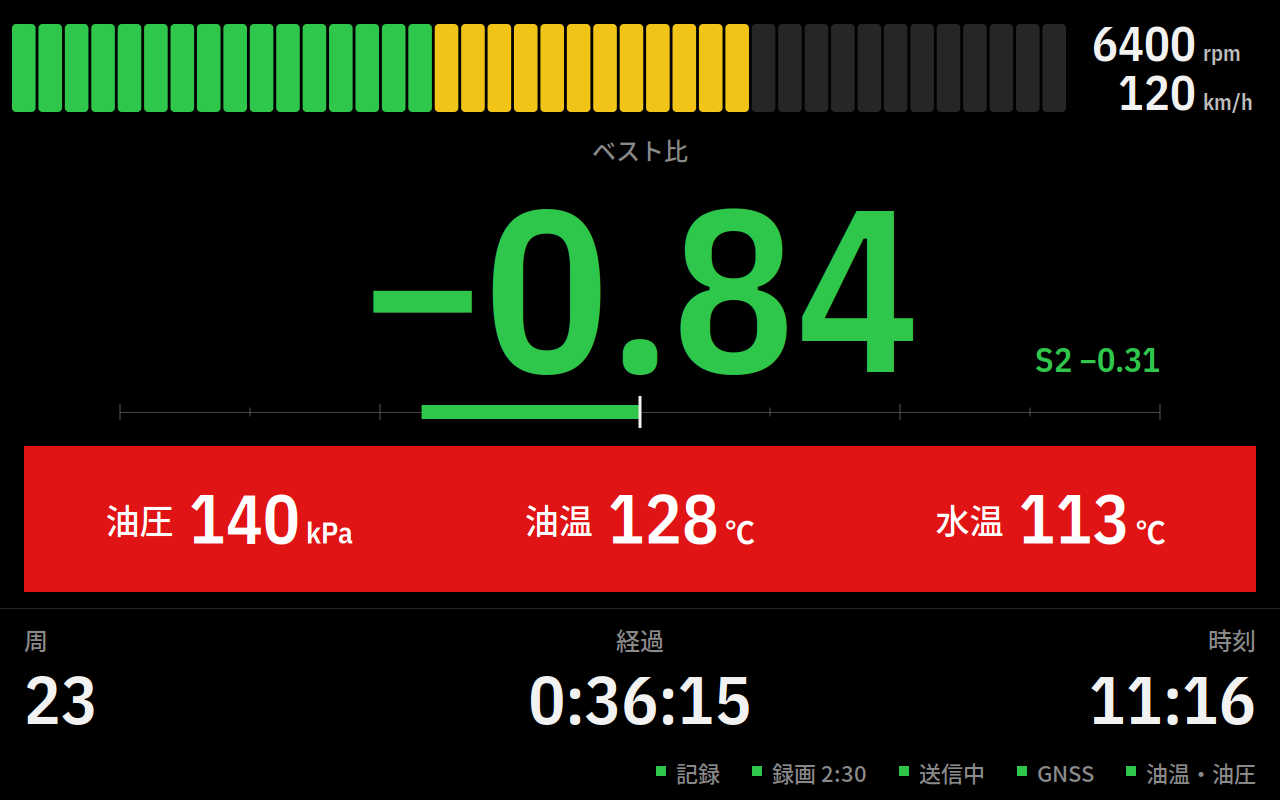 6400 rpm
120 km/h
ベスト比
−0.84
S2 −0.31
油圧 140 kPa 油温 128 ℃ 水温 113 ℃
周 経過 時刻
23 0:36:15 11:16
記録 録画 2:30 送信中 GNSS 油温・油圧